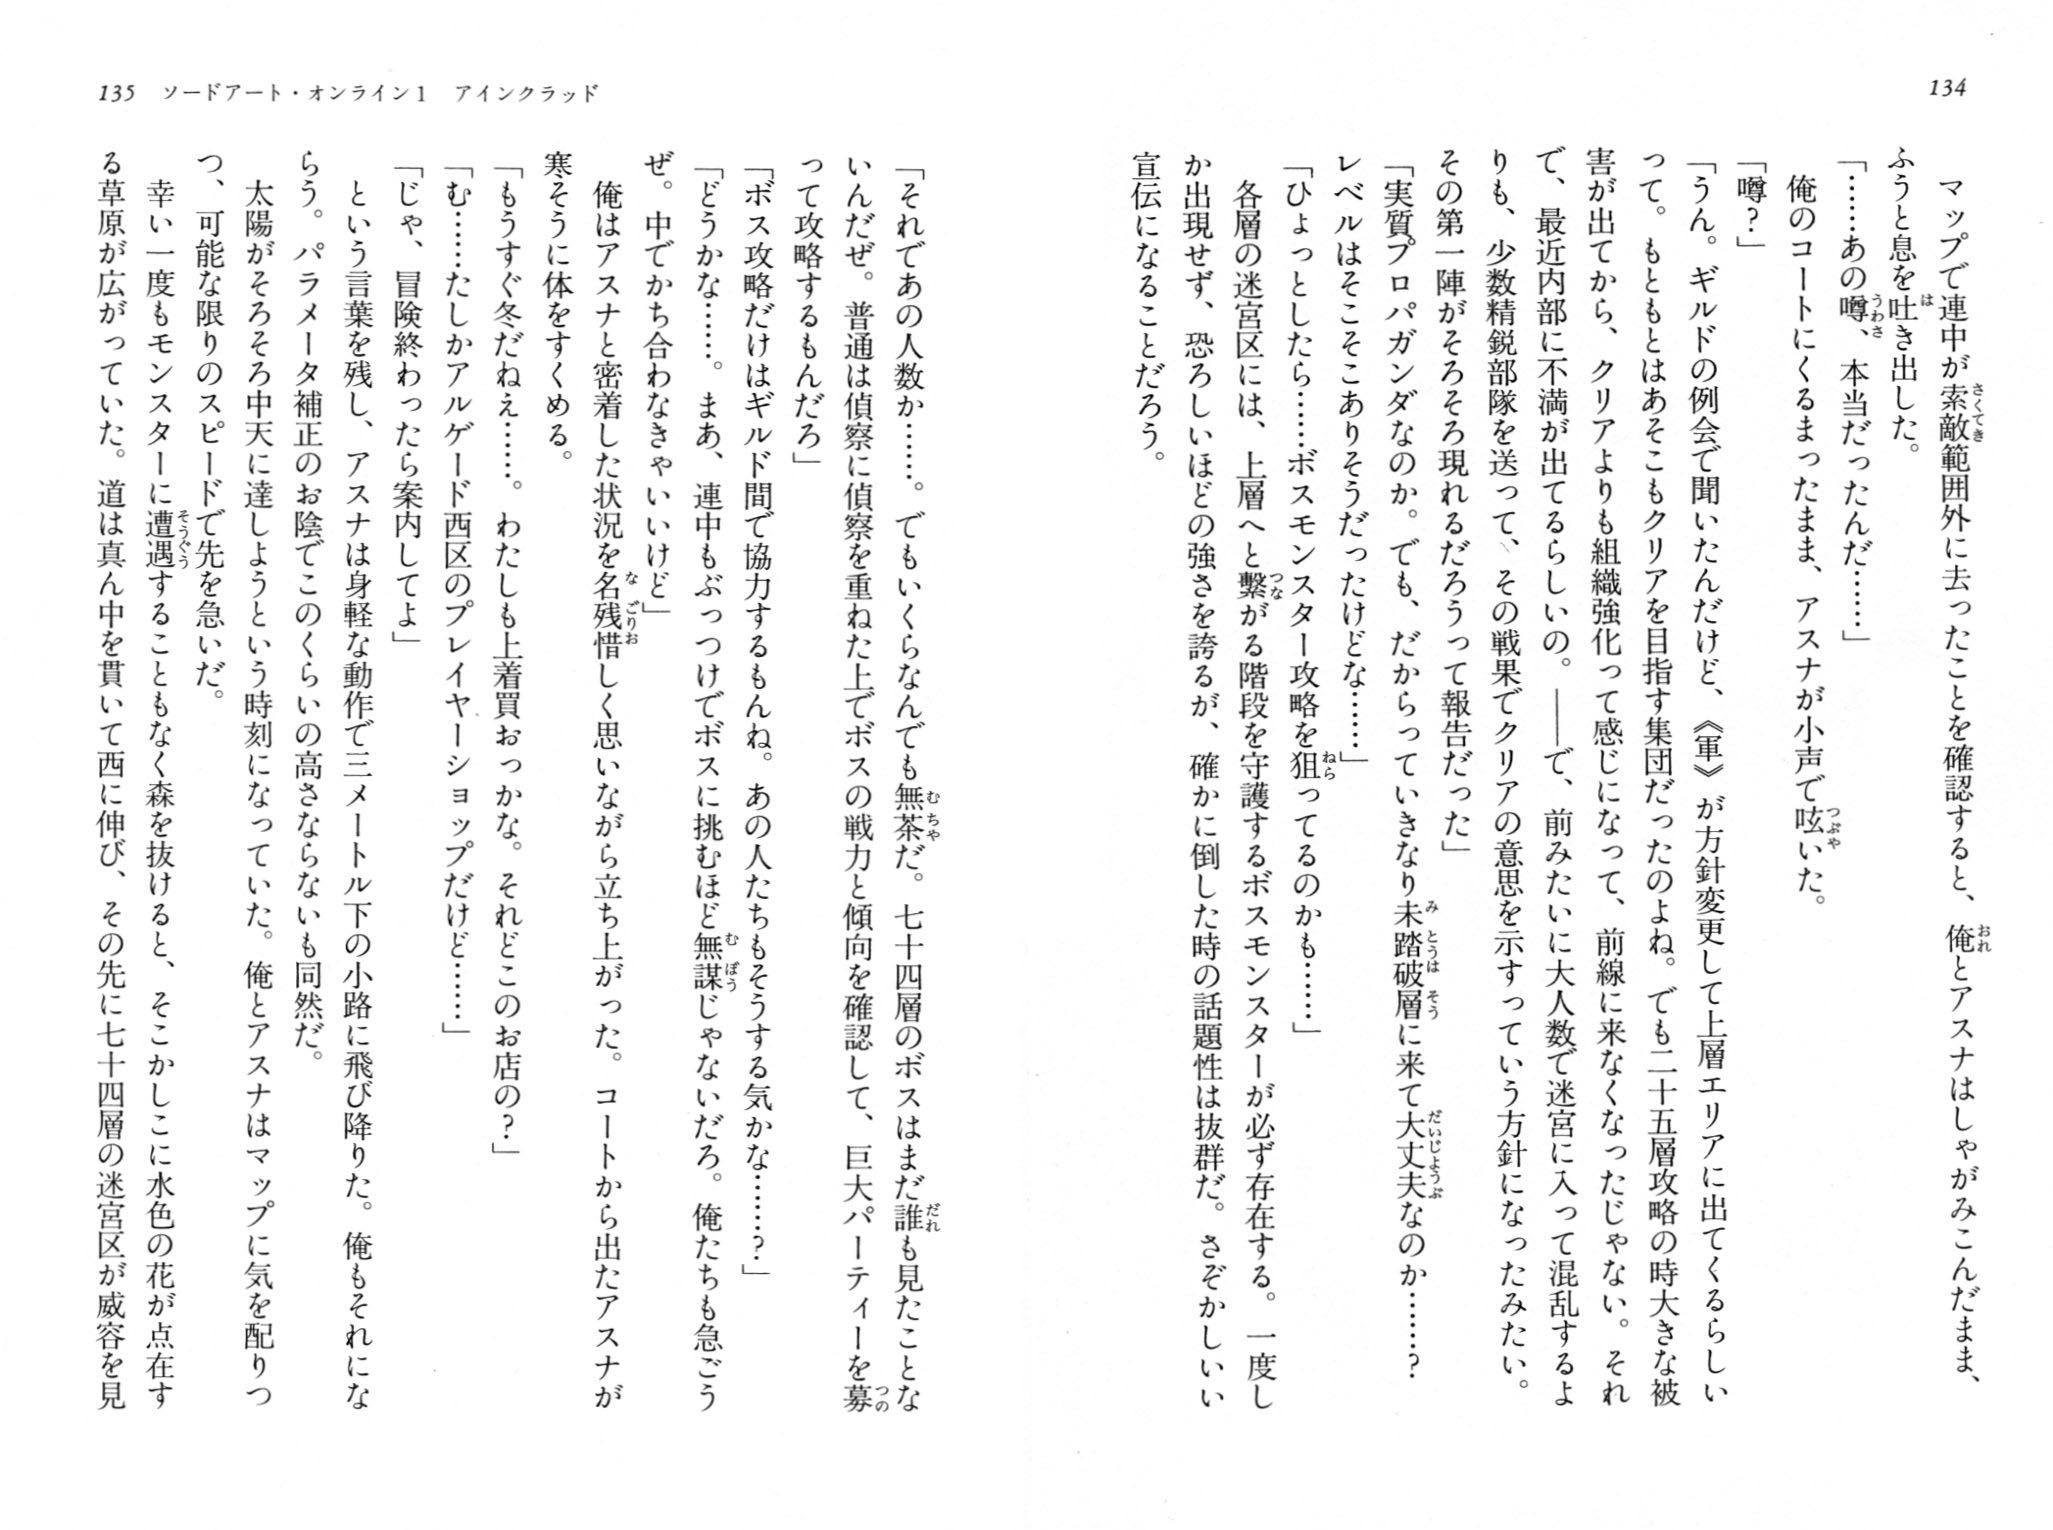 134
マップで連中が索敵範囲外に去ったことを確認すると、俺とアスナはしゃがみこんだまま、
ふうと息を吐き出した。
「……あの噂、本当だったんだ……」
俺のコートにくるまったまま、アスナが小声で呟いた。
「噂?」
「うん。ギルドの例会で聞いたんだけど、《軍》が方針変更して上層エリアに出てくるらしい
って。もともとはあそこもクリアを目指す集団だったのよね。でも二十五層攻略の時大きな被
害が出てから、クリアよりも組織強化って感じになって、前線に来なくなったじゃない。それ
で、最近内部に不満が出てるらしいの。――で、前みたいに大人数で迷宮に入って混乱するよ
りも、少数精鋭部隊を送って、その戦果でクリアの意思を示すっていう方針になったみたい。
その第一陣がそろそろ現れるだろうって報告だった」
「実質プロパガンダなのか。でも、だからっていきなり未踏破層に来て大丈夫なのか……?
レベルはそこそこありそうだったけどな……」
「ひょっとしたら……ボスモンスター攻略を狙ってるのかも……」
各層の迷宮区には、上層へと繋がる階段を守護するボスモンスターが必ず存在する。一度し
か出現せず、恐ろしいほどの強さを誇るが、確かに倒した時の話題性は抜群だ。さぞかしいい
宣伝になることだろう。
135 ソードアート・オンライン1 アインクラッド
「それであの人数か……。でもいくらなんでも無茶だ。七十四層のボスはまだ誰も見たことな
いんだぜ。普通は偵察に偵察を重ねた上でボスの戦力と傾向を確認して、巨大パーティーを募
って攻略するもんだろ」
「ボス攻略だけはギルド間で協力するもんね。あの人たちもそうする気かな……?」
「どうかな……。まあ、連中もぶっつけでボスに挑むほど無謀じゃないだろ。俺たちも急ごう
ぜ。中でかち合わなきゃいいけど」
俺はアスナと密着した状況を名残惜しく思いながら立ち上がった。コートから出たアスナが
寒そうに体をすくめる。
「もうすぐ冬だねえ……。わたしも上着買おっかな。それどこのお店の?」
「む……たしかアルゲード西区のプレイヤーショップだけど……」
「じゃ、冒険終わったら案内してよ」
という言葉を残し、アスナは身軽な動作で三メートル下の小路に飛び降りた。俺もそれにな
らう。パラメータ補正のお陰でこのくらいの高さならないも同然だ。
太陽がそろそろ中天に達しようという時刻になっていた。俺とアスナはマップに気を配りつ
つ、可能な限りのスピードで先を急いだ。
幸い一度もモンスターに遭遇することもなく森を抜けると、そこかしこに水色の花が点在す
る草原が広がっていた。道は真ん中を貫いて西に伸び、その先に七十四層の迷宮区が威容を見